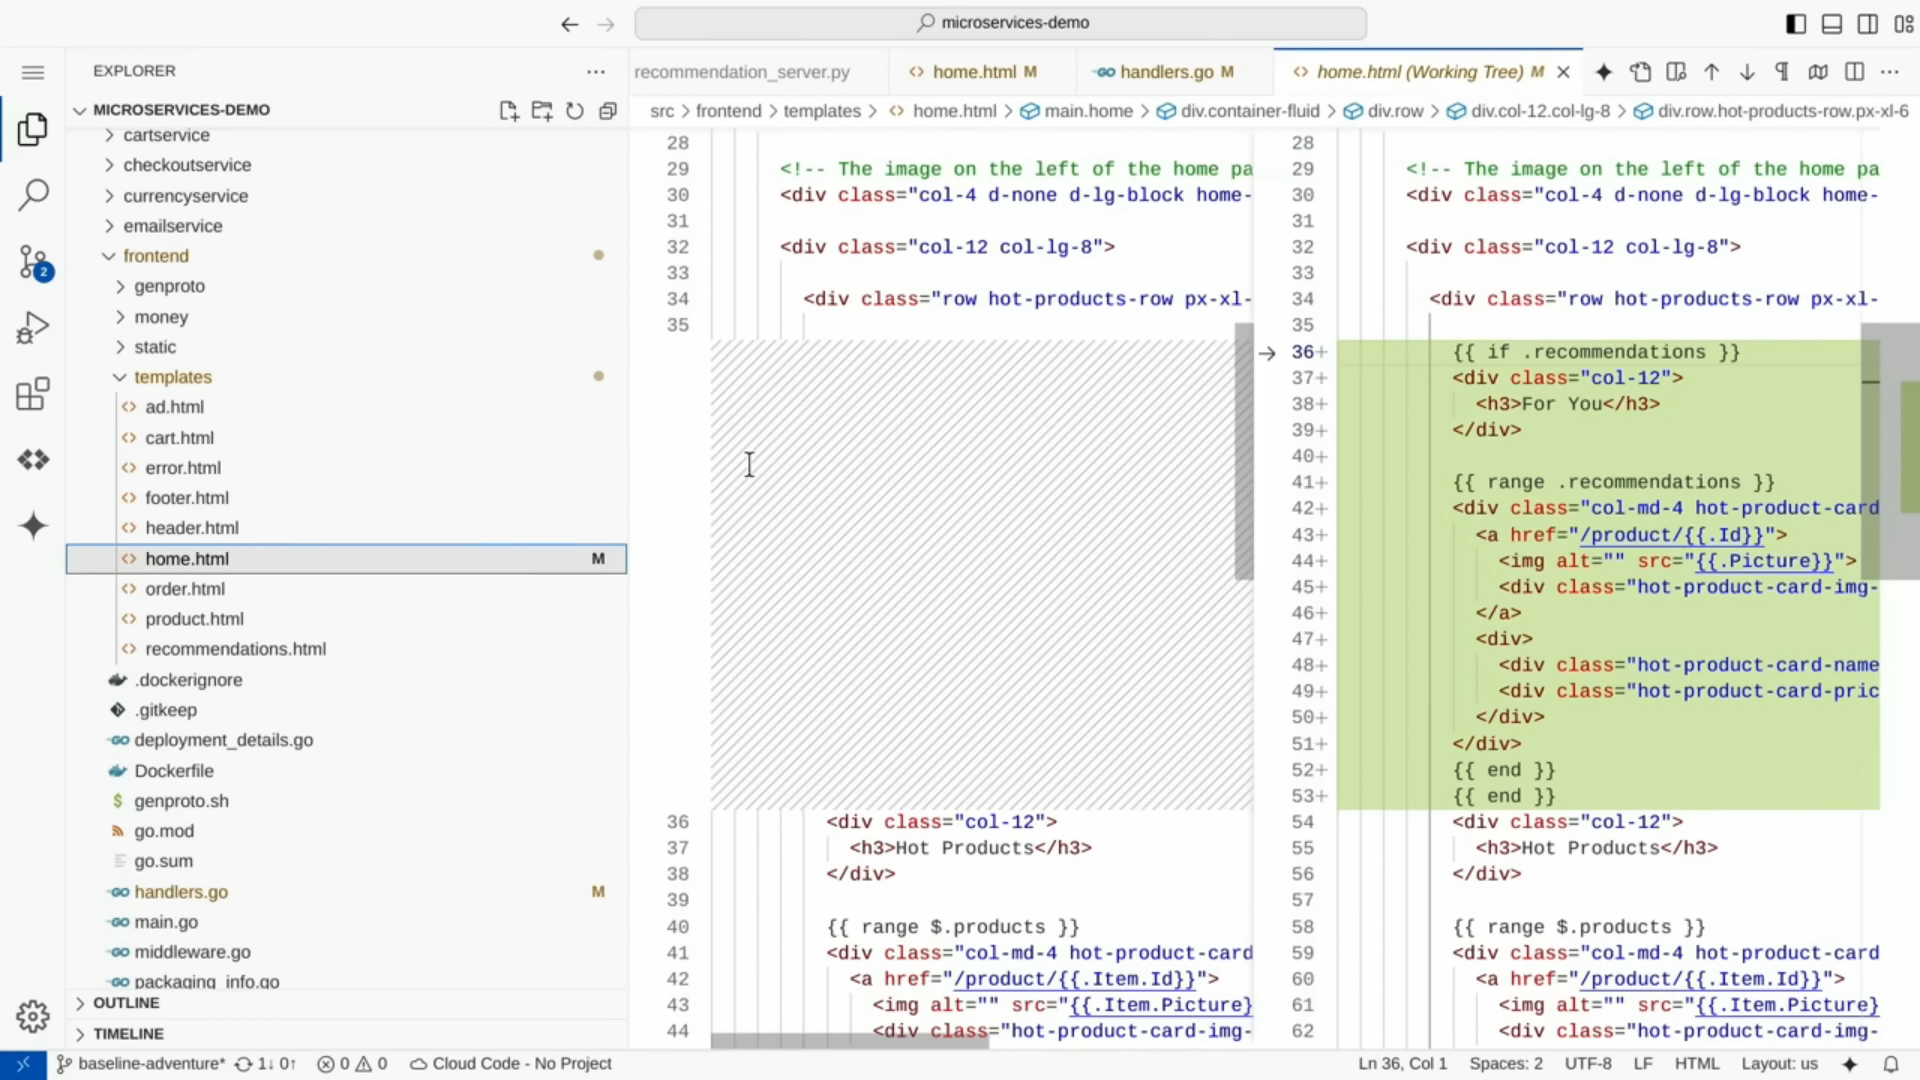 microservices-demo
EXPLORER
MICROSERVICES-DEMO
cartservice
checkoutservice
currencyservice
emailservice
frontend
genproto
money
static
templates
ad.html
cart.html
error.html
footer.html
header.html
home.html M
order.html
product.html
recommendations.html
.dockerignore
.gitkeep
deployment_details.go
Dockerfile
genproto.sh
go.mod
go.sum
handlers.go M
main.go
middleware.go
packaging_info.go
OUTLINE
TIMELINE
2
recommendation_server.py
home.html M
handlers.go M
home.html (Working Tree) M
src > frontend > templates > home.html > main.home > div.container-fluid > div.row > div.col-12.col-lg-8 > div.row.hot-products-row.px-xl-6
28
29 <!-- The image on the left of the home pa
30 <div class="col-4 d-none d-lg-block home-
31
32 <div class="col-12 col-lg-8">
33
34 <div class="row hot-products-row px-xl-
35
36 <div class="col-12">
37 <h3>Hot Products</h3>
38 </div>
39
40 {{ range $.products }}
41 <div class="col-md-4 hot-product-card
42 <a href="/product/{{.Item.Id}}">
43 <img alt="" src="{{.Item.Picture}
44 <div class="hot-product-card-img-
28
29 <!-- The image on the left of the home pa
30 <div class="col-4 d-none d-lg-block home-
31
32 <div class="col-12 col-lg-8">
33
34 <div class="row hot-products-row px-xl-
35
36+ {{ if .recommendations }}
37+ <div class="col-12">
38+ <h3>For You</h3>
39+ </div>
40+
41+ {{ range .recommendations }}
42+ <div class="col-md-4 hot-product-card
43+ <a href="/product/{{.Id}}">
44+ <img alt="" src="{{.Picture}}">
45+ <div class="hot-product-card-img-
46+ </a>
47+ <div>
48+ <div class="hot-product-card-name
49+ <div class="hot-product-card-pric
50+ </div>
51+ </div>
52+ {{ end }}
53+ {{ end }}
54 <div class="col-12">
55 <h3>Hot Products</h3>
56 </div>
57
58 {{ range $.products }}
59 <div class="col-md-4 hot-product-card
60 <a href="/product/{{.Item.Id}}">
61 <img alt="" src="{{.Item.Picture}
62 <div class="hot-product-card-img-
baseline-adventure* 1↓ 0↑ 0 0 Cloud Code - No Project Ln 36, Col 1 Spaces: 2 UTF-8 LF HTML Layout: us